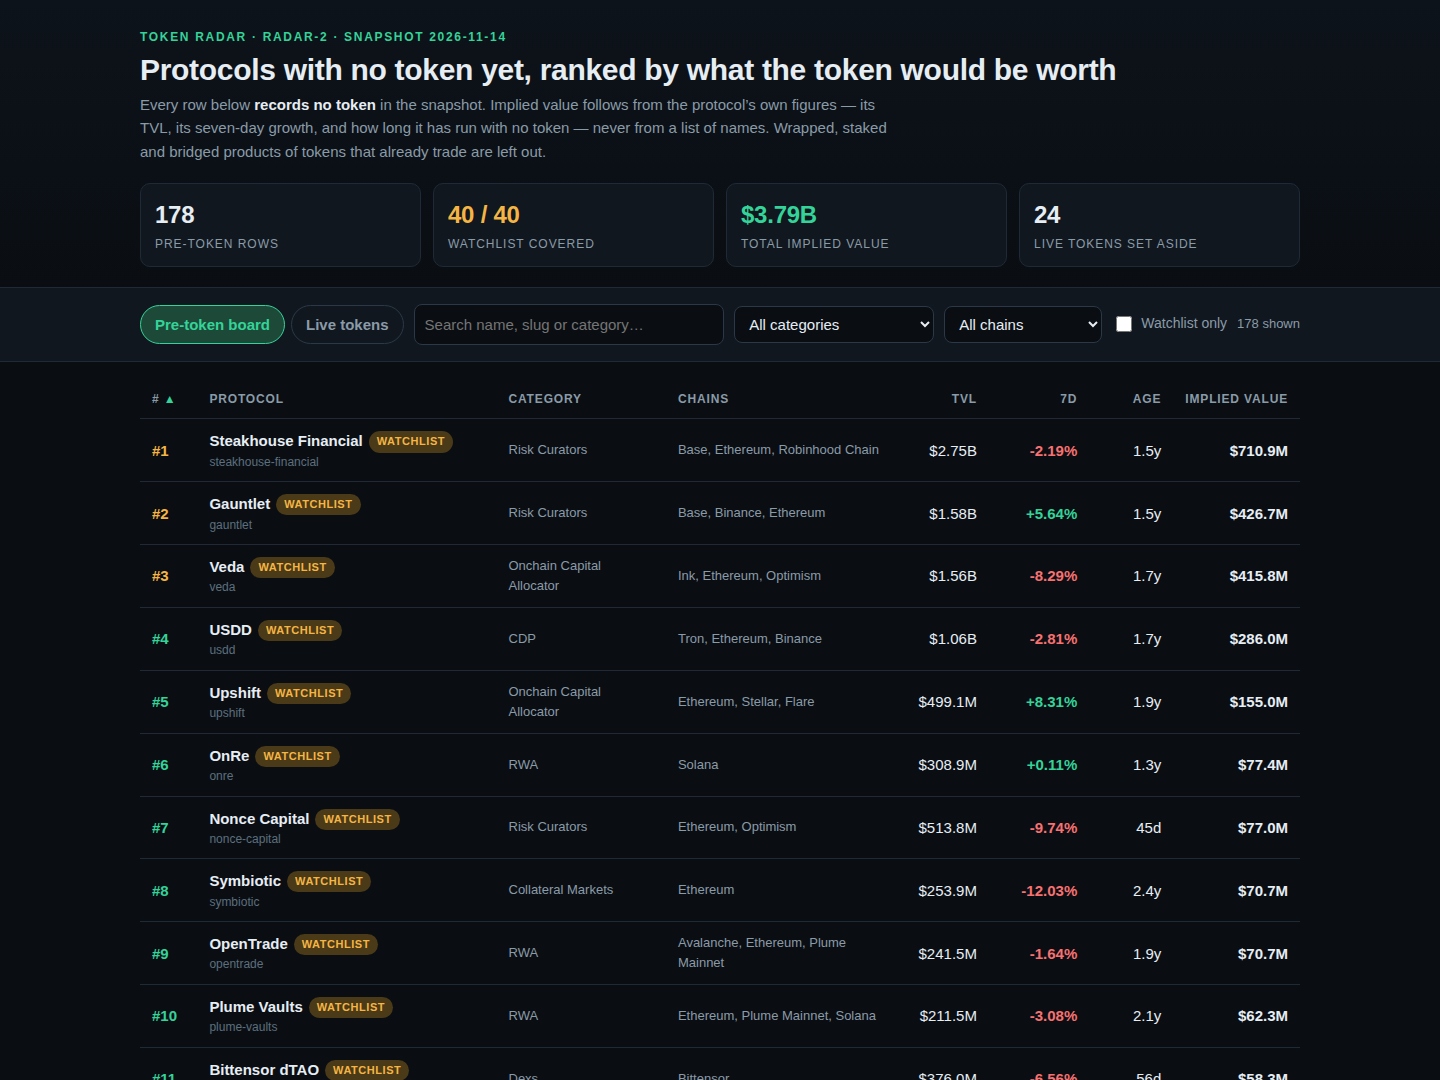 TOKEN RADAR · RADAR-2 · SNAPSHOT 2026-11-14
Protocols with no token yet, ranked by what the token would be worth
Every row below records no token in the snapshot. Implied value follows from the protocol’s own figures — its
TVL, its seven-day growth, and how long it has run with no token — never from a list of names. Wrapped, staked
and bridged products of tokens that already trade are left out.
178
PRE-TOKEN ROWS
40 / 40
WATCHLIST COVERED
$3.79B
TOTAL IMPLIED VALUE
24
LIVE TOKENS SET ASIDE
Pre-token board Live tokens Search name, slug or category… All categories All chains Watchlist only 178 shown
# ▲ PROTOCOL CATEGORY CHAINS TVL 7D AGE IMPLIED VALUE
#1 Steakhouse Financial WATCHLIST Risk Curators Base, Ethereum, Robinhood Chain $2.75B -2.19% 1.5y $710.9M
steakhouse-financial
#2 Gauntlet WATCHLIST Risk Curators Base, Binance, Ethereum $1.58B +5.64% 1.5y $426.7M
gauntlet
#3 Veda WATCHLIST Onchain Capital Allocator Ink, Ethereum, Optimism $1.56B -8.29% 1.7y $415.8M
veda
#4 USDD WATCHLIST CDP Tron, Ethereum, Binance $1.06B -2.81% 1.7y $286.0M
usdd
#5 Upshift WATCHLIST Onchain Capital Allocator Ethereum, Stellar, Flare $499.1M +8.31% 1.9y $155.0M
upshift
#6 OnRe WATCHLIST RWA Solana $308.9M +0.11% 1.3y $77.4M
onre
#7 Nonce Capital WATCHLIST Risk Curators Ethereum, Optimism $513.8M -9.74% 45d $77.0M
nonce-capital
#8 Symbiotic WATCHLIST Collateral Markets Ethereum $253.9M -12.03% 2.4y $70.7M
symbiotic
#9 OpenTrade WATCHLIST RWA Avalanche, Ethereum, Plume Mainnet $241.5M -1.64% 1.9y $70.7M
opentrade
#10 Plume Vaults WATCHLIST RWA Ethereum, Plume Mainnet, Solana $211.5M -3.08% 2.1y $62.3M
plume-vaults
#11 Bittensor dTAO WATCHLIST Dexs Bittensor $376.0M -6.56% 56d $58.3M